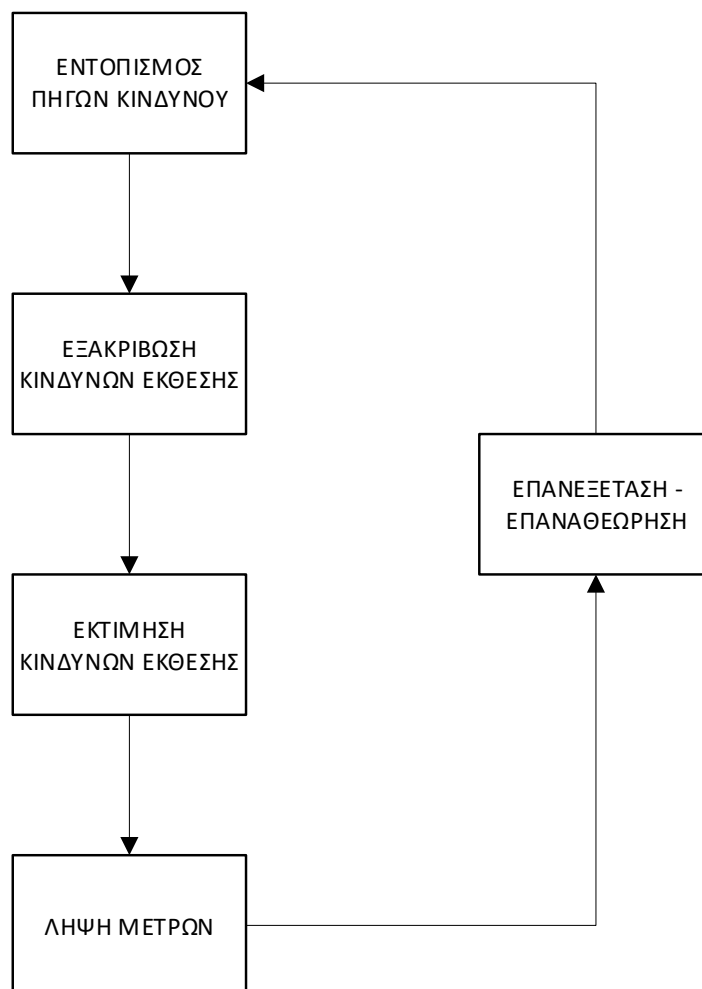 ΕΝΤΟΠΙΣΜΟΣ
ΠΗΓΩΝ ΚΙΝΔΥΝΟΥ
ΕΞΑΚΡΙΒΩΣΗ
ΚΙΝΔΥΝΩΝ ΕΚΘΕΣΗΣ
ΕΠΑΝΕΞΕΤΑΣΗ -
ΕΠΑΝΑΘΕΩΡΗΣΗ
ΕΚΤΙΜΗΣΗ
ΚΙΝΔΥΝΩΝ ΕΚΘΕΣΗΣ
ΛΗΨΗ ΜΕΤΡΩΝ